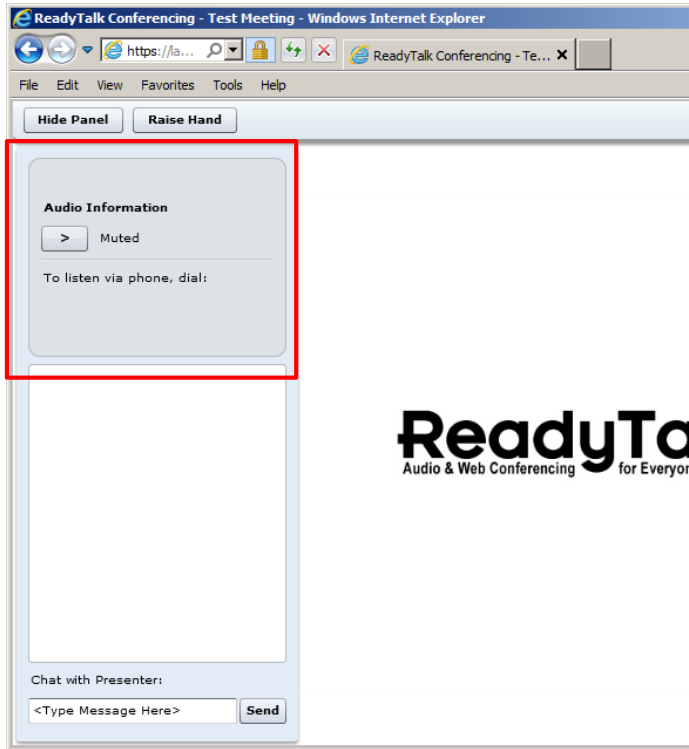 ReadyTalk Conferencing - Test Meeting - Windows Internet Explorer
https://la...
ReadyTalk Conferencing - Te...
File Edit View Favorites Tools Help
Hide Panel Raise Hand
Audio Information
> Muted
To listen via phone, dial:
ReadyTa
Audio & Web Conferencing for Everyon
Chat with Presenter:
<Type Message Here> Send